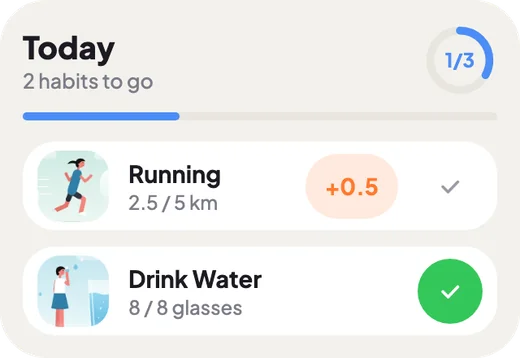 Today
2 habits to go
1/3
Running
2.5 / 5 km
+0.5
Drink Water
8 / 8 glasses